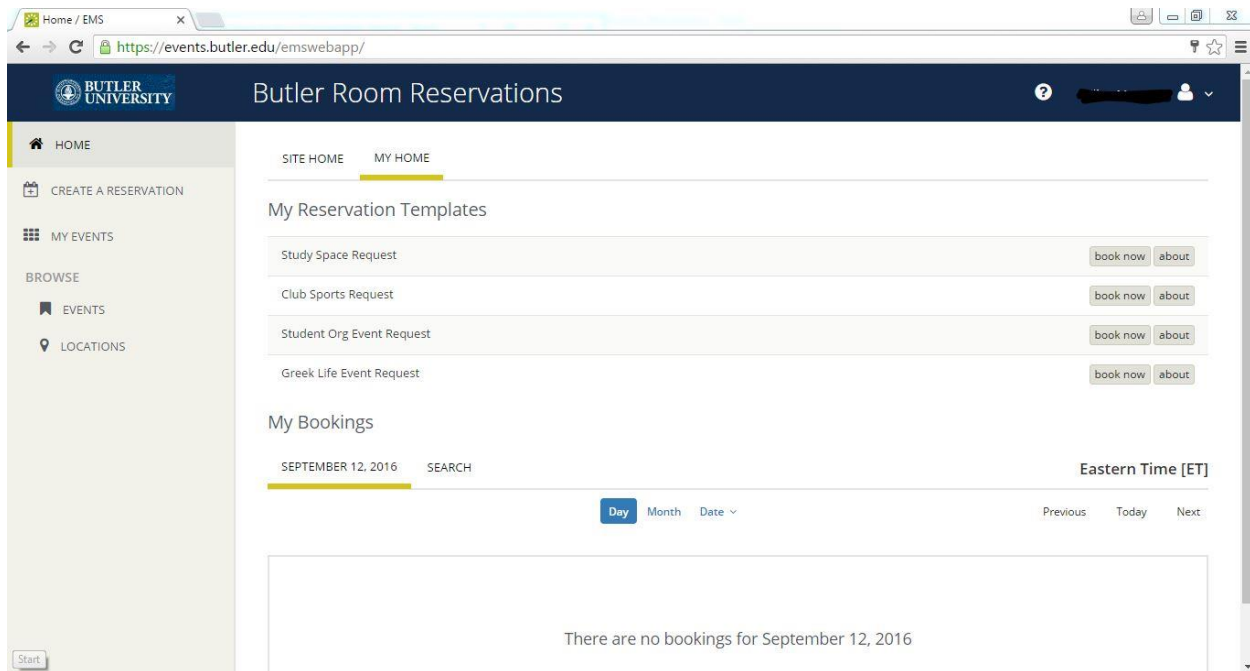 Home / EMS
https://events.butler.edu/emswebapp/
BUTLER
UNIVERSITY
Butler Room Reservations
HOME
CREATE A RESERVATION
MY EVENTS
BROWSE
EVENTS
LOCATIONS
SITE HOME MY HOME
My Reservation Templates
Study Space Request book now about
Club Sports Request book now about
Student Org Event Request book now about
Greek Life Event Request book now about
My Bookings
SEPTEMBER 12, 2016 SEARCH Eastern Time [ET]
Day Month Date Previous Today Next
There are no bookings for September 12, 2016
Start